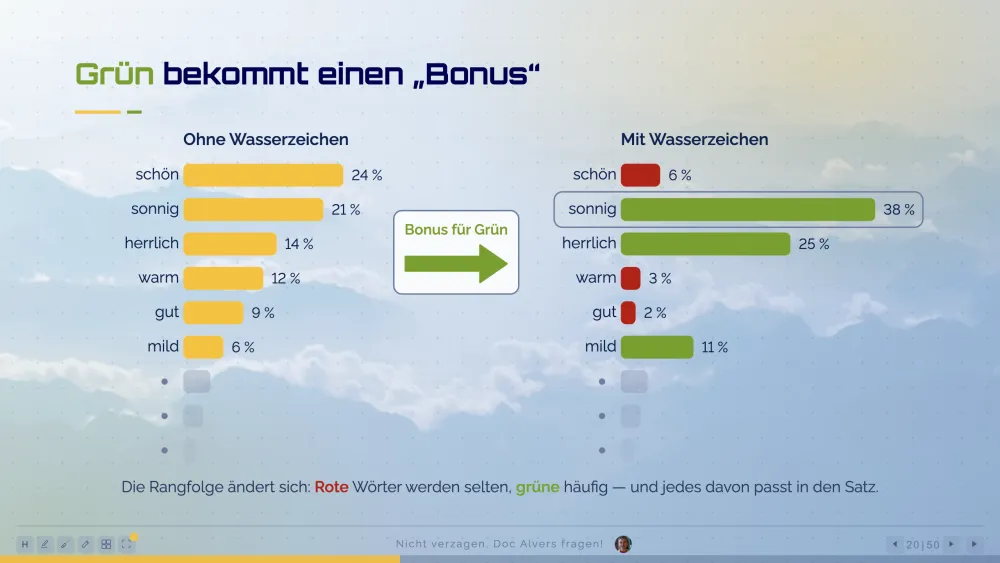 Grün bekommt einen „Bonus“
Ohne Wasserzeichen
schön 24 %
sonnig 21 %
herrlich 14 %
warm 12 %
gut 9 %
mild 6 %
Bonus für Grün
Mit Wasserzeichen
schön 6 %
sonnig 38 %
herrlich 25 %
warm 3 %
gut 2 %
mild 11 %
Die Rangfolge ändert sich: Rote Wörter werden selten, grüne häufig — und jedes davon passt in den Satz.
H
Nicht verzagen. Doc Alvers fragen!
20|50